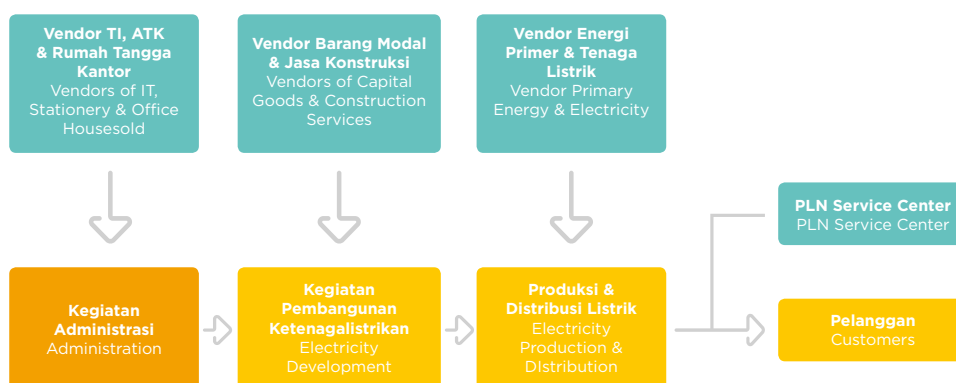 Vendor TI, ATK
& Rumah Tangga
Kantor
Vendors of IT,
Stationery & Office
Housesold
Vendor Barang Modal
& Jasa Konstruksi
Vendors of Capital
Goods & Construction
Services
Vendor Energi
Primer & Tenaga
Listrik
Vendor Primary
Energy & Electricity
PLN Service Center
PLN Service Center
Kegiatan
Administrasi
Administration
Kegiatan
Pembangunan
Ketenagalistrikan
Electricity
Development
Produksi &
Distribusi Listrik
Electricity
Production &
DIstribution
Pelanggan
Customers